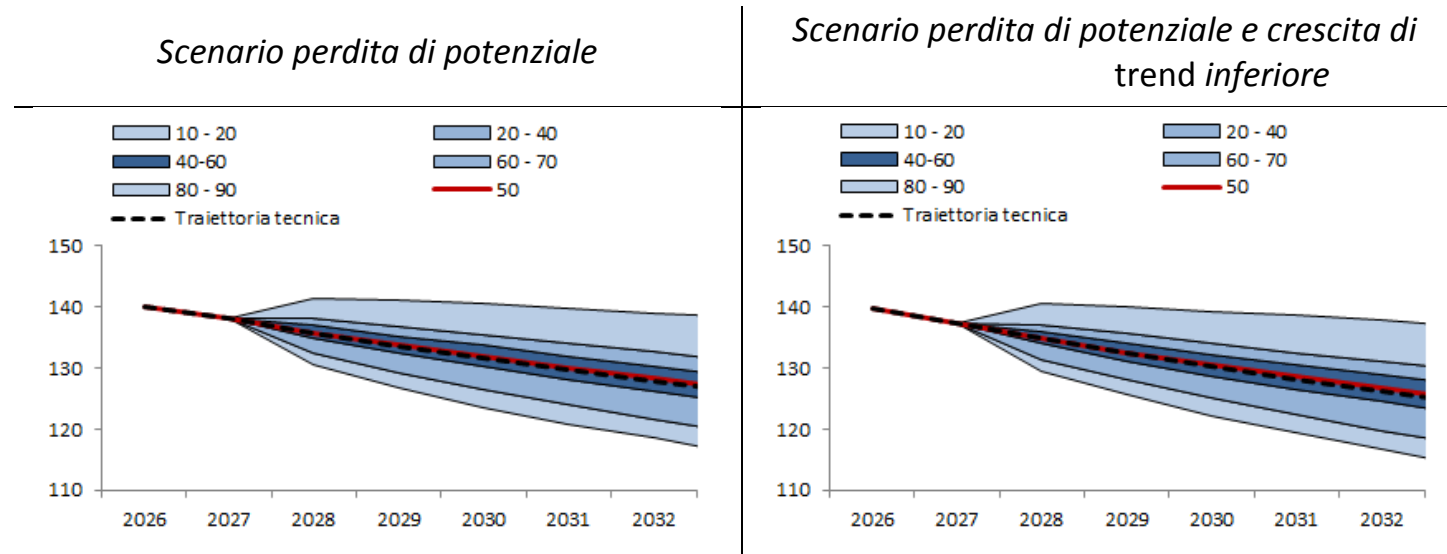 Scenario perdita di potenziale
Scenario perdita di potenziale e crescita di
trend inferiore
10 - 20
20 - 40
40-60
60 - 70
80 - 90
50
Traiettoria tecnica
150
140
130
120
110
2026 2027 2028 2029 2030 2031 2032
10 - 20
20 - 40
40-60
60 - 70
80 - 90
50
Traiettoria tecnica
150
140
130
120
110
2026 2027 2028 2029 2030 2031 2032